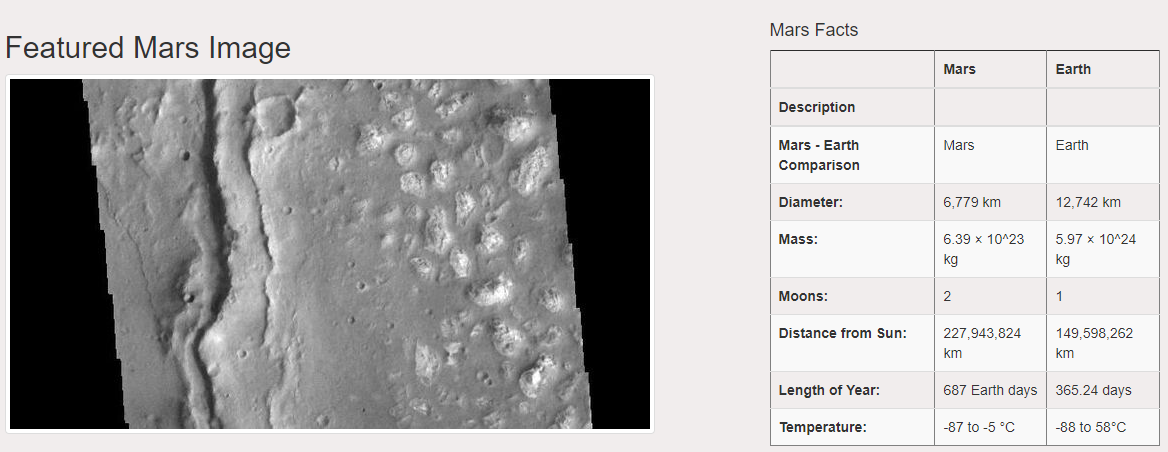 Featured Mars Image
Mars Facts
Mars Earth
Description
Mars - Earth Comparison Mars Earth
Diameter: 6,779 km 12,742 km
Mass: 6.39 × 10^23 kg 5.97 × 10^24 kg
Moons: 2 1
Distance from Sun: 227,943,824 km 149,598,262 km
Length of Year: 687 Earth days 365.24 days
Temperature: -87 to -5 °C -88 to 58°C